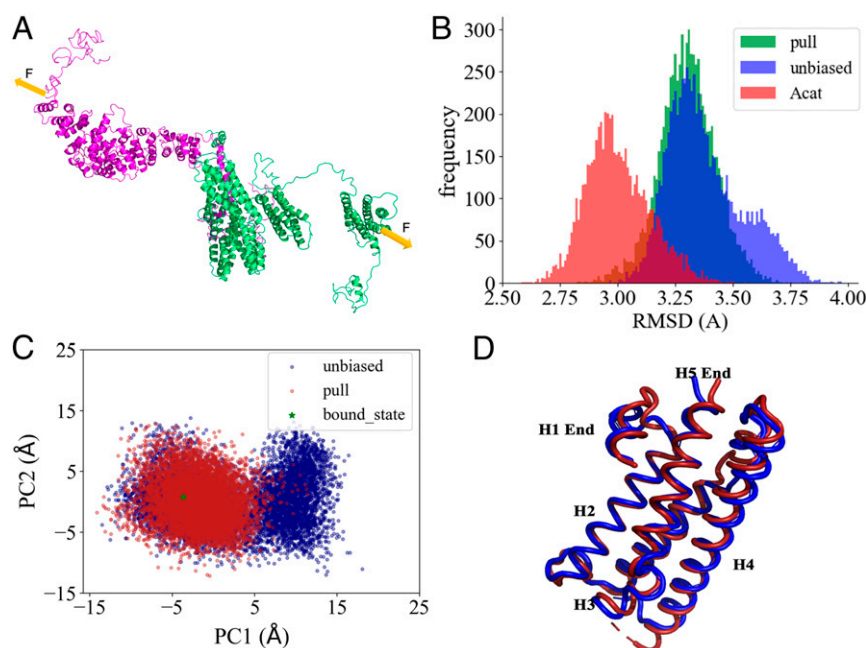 A
F
F
B
frequency
300
250
200
150
100
50
0
pull
unbiased
Acat
2.50 2.75 3.00 3.25 3.50 3.75 4.00
RMSD (A)
C
PC2 (Å)
25
15
5
−5
−15
unbiased
pull
bound_state
−15 −5 5 15 25
PC1 (Å)
D
H5 End
H1 End
H2
H4
H3